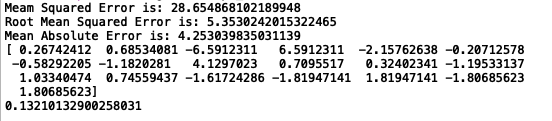 Meam Squared Error is: 28.654868102189948
Root Mean Squared Error is: 5.3530242015322465
Mean Absolute Error is: 4.253039835031139
[ 0.26742412  0.68534081 -6.5912311   6.5912311  -2.15762638 -0.20712578
 -0.58292205 -1.1820281   4.1297023   0.7095517   0.32402341 -1.19533137
  1.03340474  0.74559437 -1.61724286 -1.81947141  1.81947141 -1.80685623
  1.80685623]
0.13210132900258031